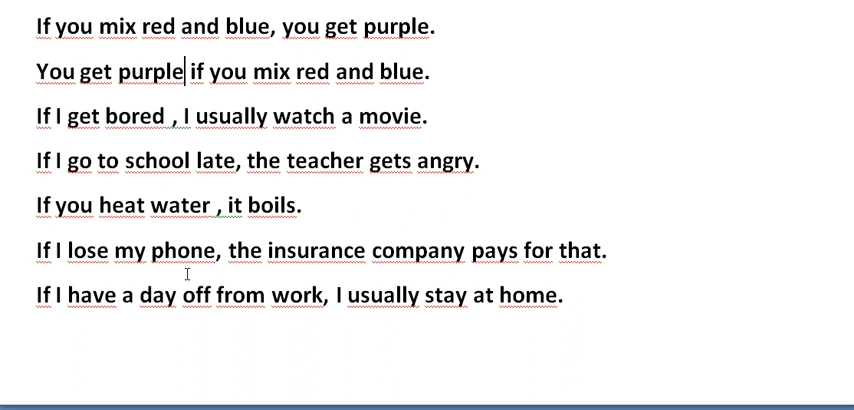 If you mix red and blue, you get purple.
You get purple if you mix red and blue.
If I get bored , I usually watch a movie.
If I go to school late, the teacher gets angry.
If you heat water , it boils.
If I lose my phone, the insurance company pays for that.
If I have a day off from work, I usually stay at home.